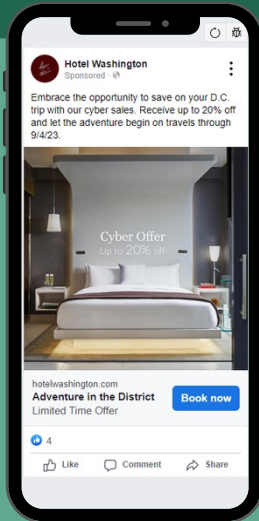 Hotel Washington
Sponsored ·
Embrace the opportunity to save on your D.C.
trip with our cyber sales. Receive up to 20% off
and let the adventure begin on travels through
9/4/23.
Cyber Offer
Up to 20% off
hotelwashington.com
Adventure in the District
Limited Time Offer
Book now
4
Like Comment Share